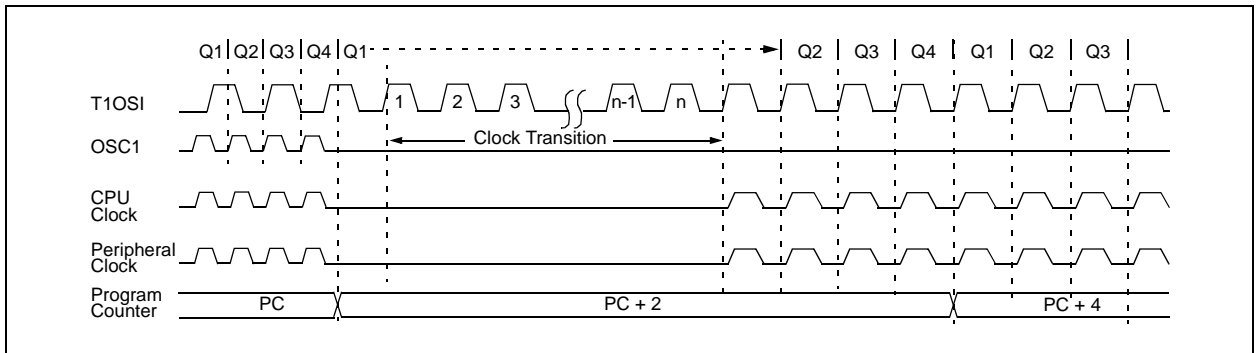 Q1 Q2 Q3 Q4 Q1 Q2 Q3 Q4 Q1 Q2 Q3
T1OSI 1 2 3 n-1 n
Clock Transition
OSC1
CPU
Clock
Peripheral
Clock
Program
Counter
PC PC + 2 PC + 4